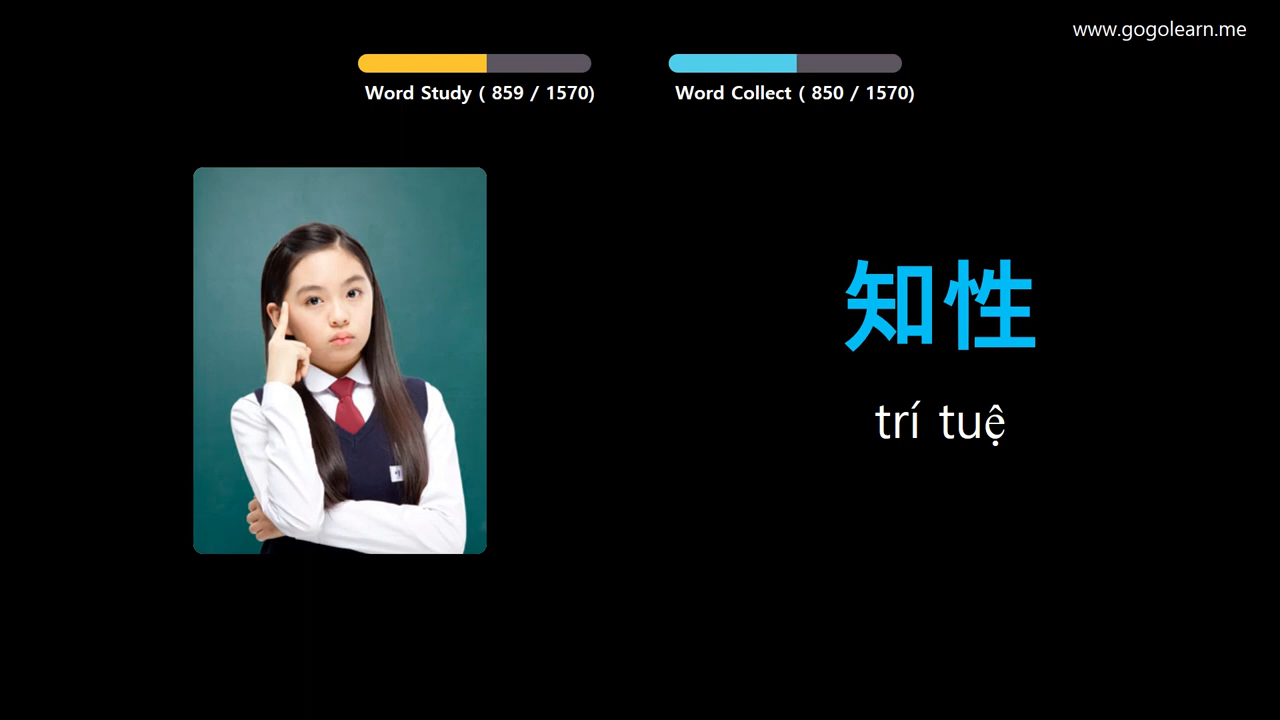 www.gogolearn.me
Word Study ( 859 / 1570)
Word Collect ( 850 / 1570)
知性
trí tuệ